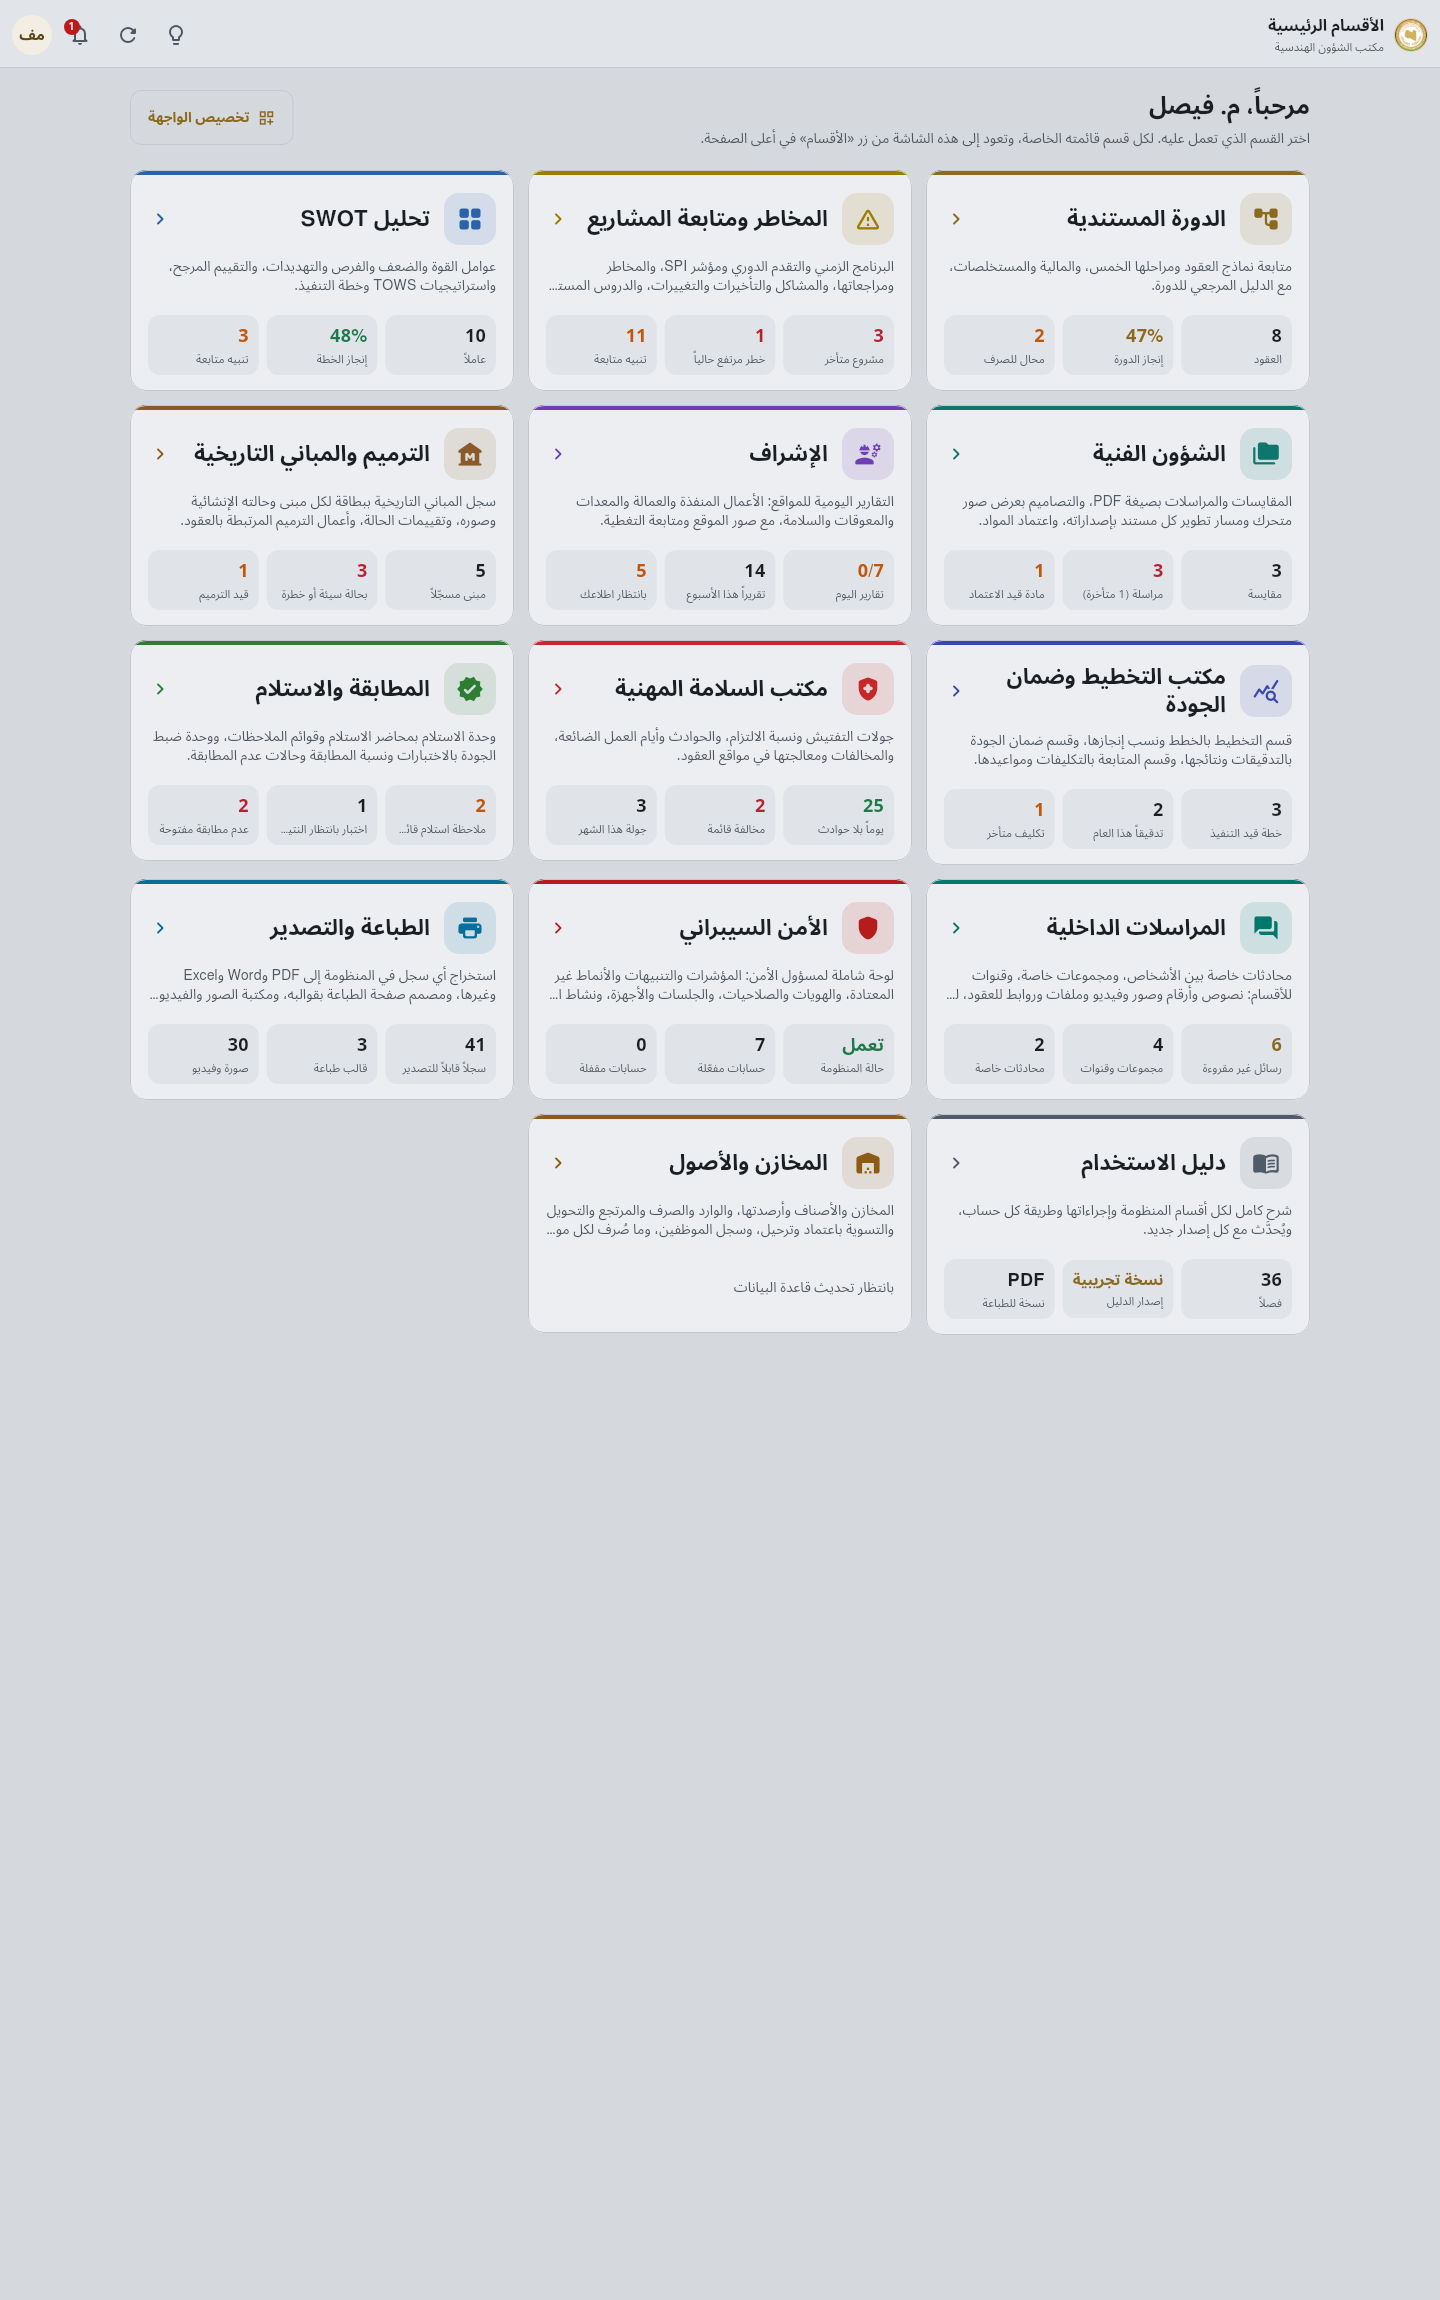 الأقسام الرئيسية
مكتب الشؤون الهندسية
1
مف
مرحباً، م. فيصل
اختر القسم الذي تعمل عليه. لكل قسم قائمته الخاصة، وتعود إلى هذه الشاشة من زر «الأقسام» في أعلى الصفحة.
تخصيص الواجهة
الدورة المستندية
متابعة نماذج العقود ومراحلها الخمس، والمالية والمستخلصات،
مع الدليل المرجعي للدورة.
8
العقود
47%
إنجاز الدورة
2
محال للصرف
المخاطر ومتابعة المشاريع
البرنامج الزمني والتقدم الدوري ومؤشر SPI، والمخاطر
ومراجعاتها، والمشاكل والتأخيرات والتغييرات، والدروس المستـ...
3
مشروع متأخر
1
خطر مرتفع حالياً
11
تنبيه متابعة
تحليل SWOT
عوامل القوة والضعف والفرص والتهديدات، والتقييم المرجح،
واستراتيجيات TOWS وخطة التنفيذ.
10
عاملاً
48%
إنجاز الخطة
3
تنبيه متابعة
الشؤون الفنية
المقايسات والمراسلات بصيغة PDF، والتصاميم بعرض صور
متحرك ومسار تطوير كل مستند بإصداراته، واعتماد المواد.
3
مقايسة
3
مراسلة (1 متأخرة)
1
مادة قيد الاعتماد
الإشراف
التقارير اليومية للمواقع: الأعمال المنفذة والعمالة والمعدات
والمعوقات والسلامة، مع صور الموقع ومتابعة التغطية.
0/7
تقارير اليوم
14
تقريراً هذا الأسبوع
5
بانتظار اطلاعك
الترميم والمباني التاريخية
سجل المباني التاريخية ببطاقة لكل مبنى وحالته الإنشائية
وصوره، وتقييمات الحالة، وأعمال الترميم المرتبطة بالعقود.
5
مبنى مسجّلاً
3
بحالة سيئة أو خطرة
1
قيد الترميم
مكتب التخطيط وضمان
الجودة
قسم التخطيط بالخطط ونسب إنجازها، وقسم ضمان الجودة
بالتدقيقات ونتائجها، وقسم المتابعة بالتكليفات ومواعيدها.
3
خطة قيد التنفيذ
2
تدقيقاً هذا العام
1
تكليف متأخر
مكتب السلامة المهنية
جولات التفتيش ونسبة الالتزام، والحوادث وأيام العمل الضائعة،
والمخالفات ومعالجتها في مواقع العقود.
25
يوماً بلا حوادث
2
مخالفة قائمة
3
جولة هذا الشهر
المطابقة والاستلام
وحدة الاستلام بمحاضر الاستلام وقوائم الملاحظات، ووحدة ضبط
الجودة بالاختبارات ونسبة المطابقة وحالات عدم المطابقة.
2
ملاحظة استلام قائـ...
1
اختبار بانتظار النتيـ...
2
عدم مطابقة مفتوحة
المراسلات الداخلية
محادثات خاصة بين الأشخاص، ومجموعات خاصة، وقنوات
للأقسام: نصوص وأرقام وصور وفيديو وملفات وروابط للعقود، لـ...
6
رسائل غير مقروءة
4
مجموعات وقنوات
2
محادثات خاصة
الأمن السيبراني
لوحة شاملة لمسؤول الأمن: المؤشرات والتنبيهات والأنماط غير
المعتادة، والهويات والصلاحيات، والجلسات والأجهزة، ونشاط ا...
تعمل
حالة المنظومة
7
حسابات مفعّلة
0
حسابات مقفلة
الطباعة والتصدير
استخراج أي سجل في المنظومة إلى PDF وWord وExcel
وغيرها، ومصمم صفحة الطباعة بقوالبه، ومكتبة الصور والفيديو...
41
سجلاً قابلاً للتصدير
3
قالب طباعة
30
صورة وفيديو
دليل الاستخدام
شرح كامل لكل أقسام المنظومة وإجراءاتها وطريقة كل حساب،
ويُحدَّث مع كل إصدار جديد.
36
فصلاً
نسخة تجريبية
إصدار الدليل
PDF
نسخة للطباعة
المخازن والأصول
المخازن والأصناف وأرصدتها، والوارد والصرف والمرتجع والتحويل
والتسوية باعتماد وترحيل، وسجل الموظفين، وما صُرف لكل مو...
بانتظار تحديث قاعدة البيانات